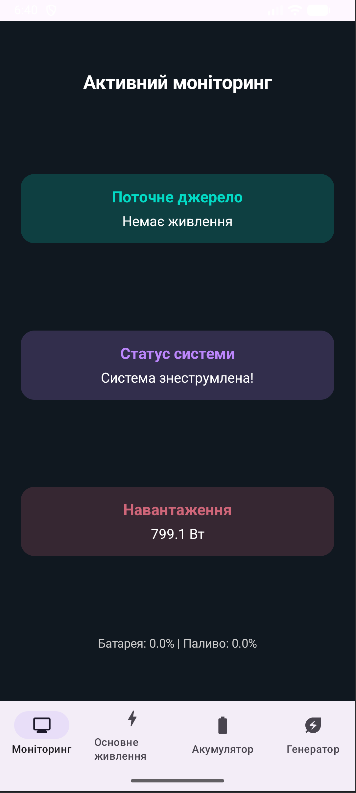 Активний моніторинг
Поточне джерело
Немає живлення
Статус системи
Система знеструмлена!
Навантаження
799.1 Вт
Батарея: 0.0% | Паливо: 0.0%
Моніторинг
Основне
живлення
Акумулятор
Генератор